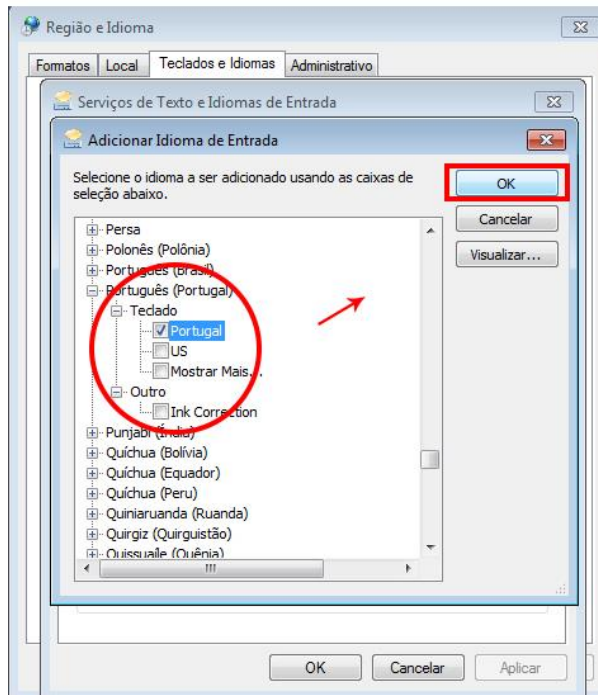 Região e Idioma
Formatos Local Teclados e Idiomas Administrativo
Serviços de Texto e Idiomas de Entrada
Adicionar Idioma de Entrada
Selecione o idioma a ser adicionado usando as caixas de
seleção abaixo.
OK
Cancelar
Visualizar...
Persa
Polonês (Polônia)
Português (Brasil)
Português (Portugal)
Teclado
Portugal
US
Mostrar Mais...
Outro
Ink Correction
Punjabi (Índia)
Quíchua (Bolívia)
Quíchua (Equador)
Quíchua (Peru)
Quiniaruanda (Ruanda)
Quirgiz (Quirguistão)
Quissuaíle (Quênia)
OK Cancelar Aplicar